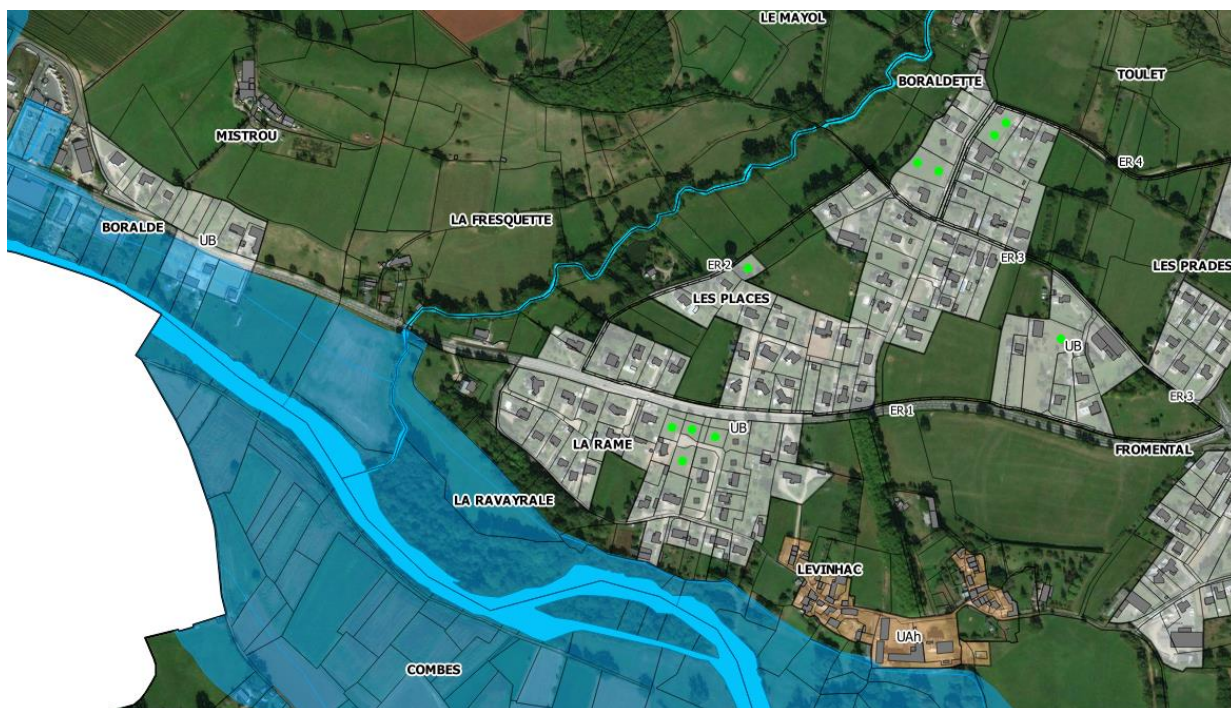 LE MAYOL
BORALDETTE
TOULET
MISTROU
ER 4
LA FRESQUETTE
BORALDE
UB
ER 3
ER 2
LES PRADES
LES PLACES
UB
ER 3
ER 1
UB
LA RAME
FROMENTAL
LA RAVAYRALE
LEVINHAC
UAh
COMBES